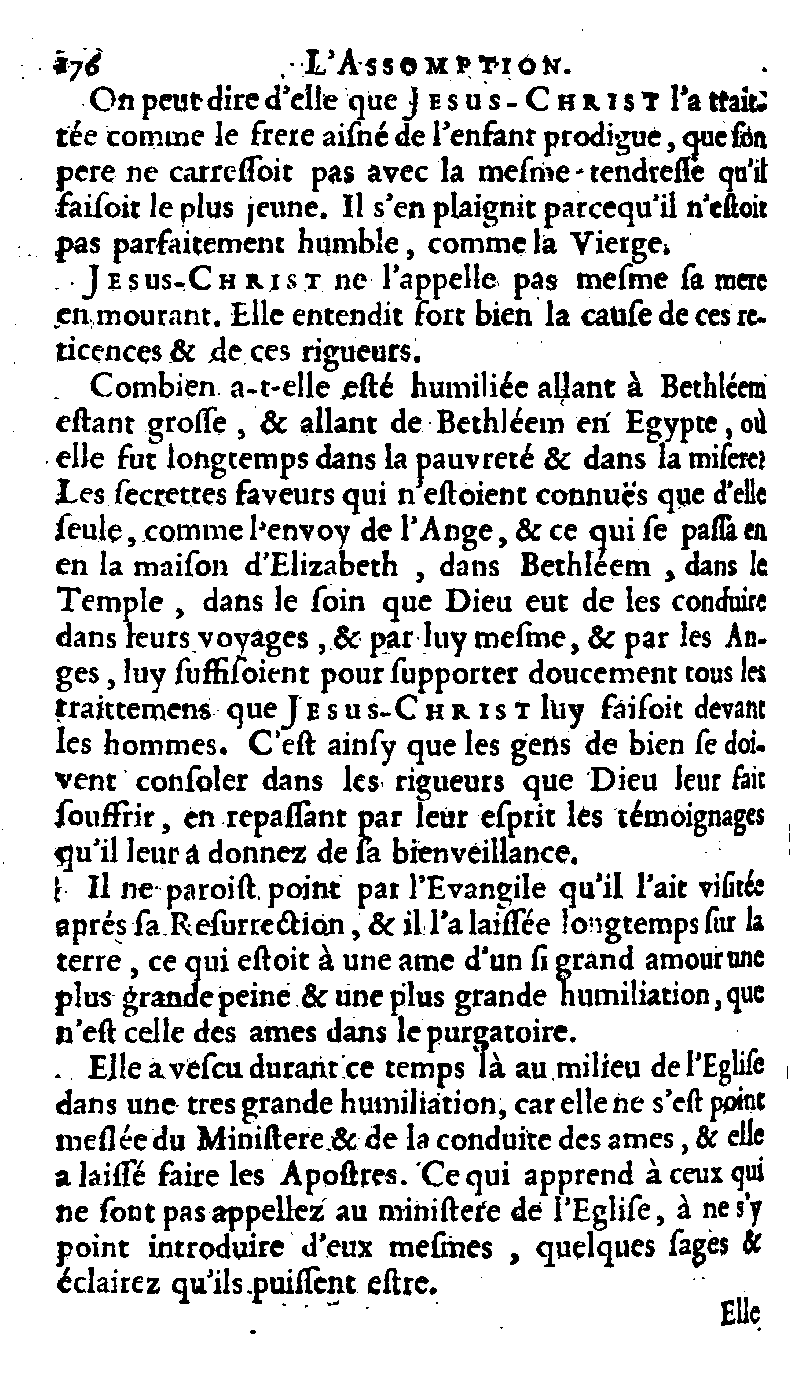 276 L'ASSOMPTION.
On peut dire d'elle que JESUS-CHRIST l'a trait-
tée comme le frere aiſné de l'enfant prodigue, que ſon
pere ne carreſſoit pas avec la meſme tendreſſe qu'il
faiſoit le plus jeune. Il s'en plaignit parcequ'il n'eſtoit
pas parfaitement humble, comme la Vierge.
JESUS-CHRIST ne l'appelle pas meſme ſa mere
en mourant. Elle entendit fort bien la cauſe de ces re-
ticences & de ces rigueurs.
Combien a-t-elle eſté humiliée allant à Bethléem
eſtant groſſe, & allant de Bethléem en Egypte, où
elle fut longtemps dans la pauvreté & dans la miſere?
Les ſecrettes faveurs qui n'eſtoient connuës que d'elle
ſeule, comme l'envoy de l'Ange, & ce qui ſe paſſa en
en la maiſon d'Elizabeth, dans Bethléem, dans le
Temple, dans le ſoin que Dieu eut de les conduire
dans leurs voyages, & par luy meſme, & par les An-
ges, luy ſuffiſoient pour ſupporter doucement tous les
traittemens que JESUS-CHRIST luy faiſoit devant
les hommes. C'eſt ainſy que les gens de bien ſe doi-
vent conſoler dans les rigueurs que Dieu leur fait
ſouffrir, en repaſſant par leur eſprit les témoignages
qu'il leur a donnez de ſa bienveillance.
Il ne paroiſt point par l'Evangile qu'il l'ait viſitée
aprés ſa Reſurrection, & il l'a laiſſée longtemps ſur la
terre, ce qui eſtoit à une ame d'un ſi grand amour une
plus grande peine & une plus grande humiliation, que
n'eſt celle des ames dans le purgatoire.
Elle a veſcu durant ce temps là au milieu de l'Egliſe
dans une tres grande humiliation, car elle ne s'eſt point
meſlée du Miniſtere & de la conduite des ames, & elle
a laiſſé faire les Apoſtres. Ce qui apprend à ceux qui
ne ſont pas appellez au miniſtere de l'Egliſe, à ne s'y
point introduire d'eux meſmes, quelques ſages &
éclairez qu'ils puiſſent eſtre.
Elle